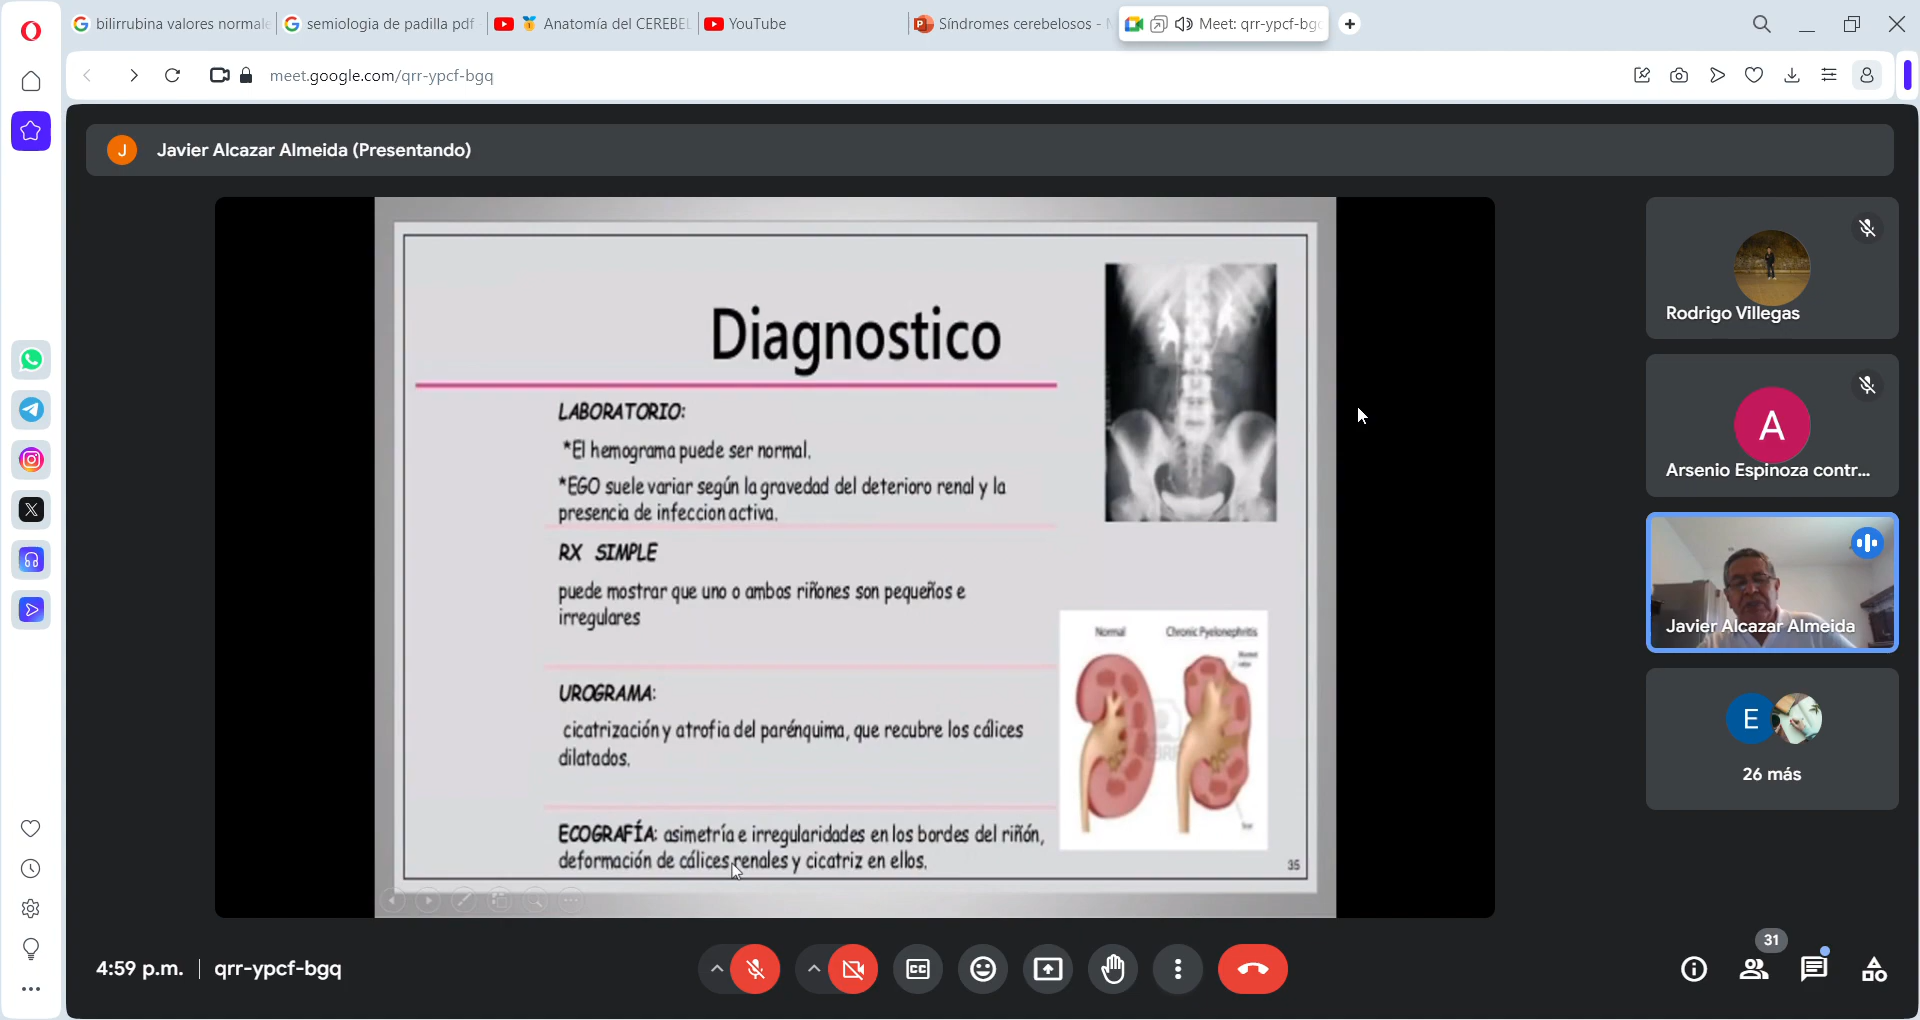 bilirrubina valores normale
semiologia de padilla pdf
Anatomía del CEREBEL
YouTube
Síndromes cerebelosos -
Meet: qrr-ypcf-bgc
meet.google.com/qrr-ypcf-bgq
J
Javier Alcazar Almeida (Presentando)
Diagnostico
LABORATORIO:
*El hemograma puede ser normal.
*EGO suele variar según la gravedad del deterioro renal y la
presencia de infeccion activa.
RX SIMPLE
puede mostrar que uno o ambos riñones son pequeños e
irregulares
UROGRAMA:
cicatrización y atrofia del parénquima, que recubre los cálices
dilatados.
ECOGRAFÍA: asimetría e irregularidades en los bordes del riñón,
deformación de cálices renales y cicatriz en ellos.
Normal
Chronic Pyelonephritis
35
Rodrigo Villegas
A
Arsenio Espinoza contr...
Javier Alcazar Almeida
E
26 más
4:59 p.m.
qrr-ypcf-bgq
CC
31